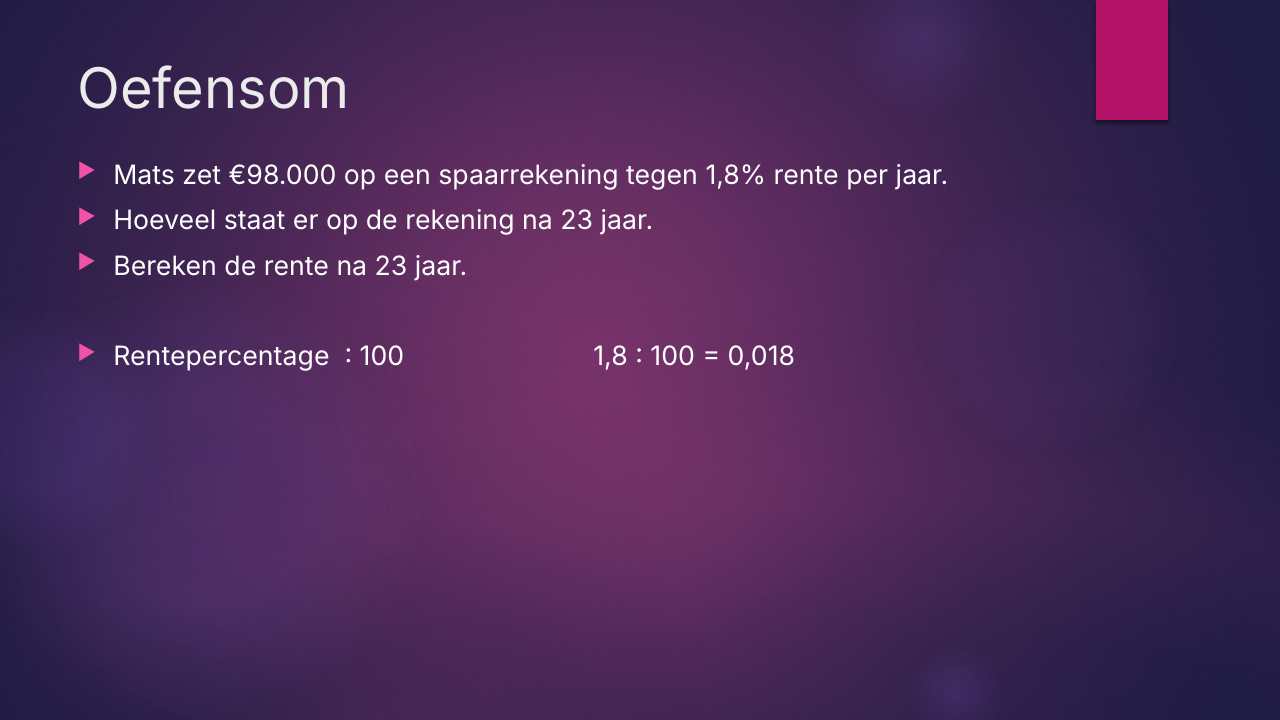 Oefensom
Mats zet €98.000 op een spaarrekening tegen 1,8% rente per jaar.
Hoeveel staat er op de rekening na 23 jaar.
Bereken de rente na 23 jaar.
Rentepercentage : 100 1,8 : 100 = 0,018